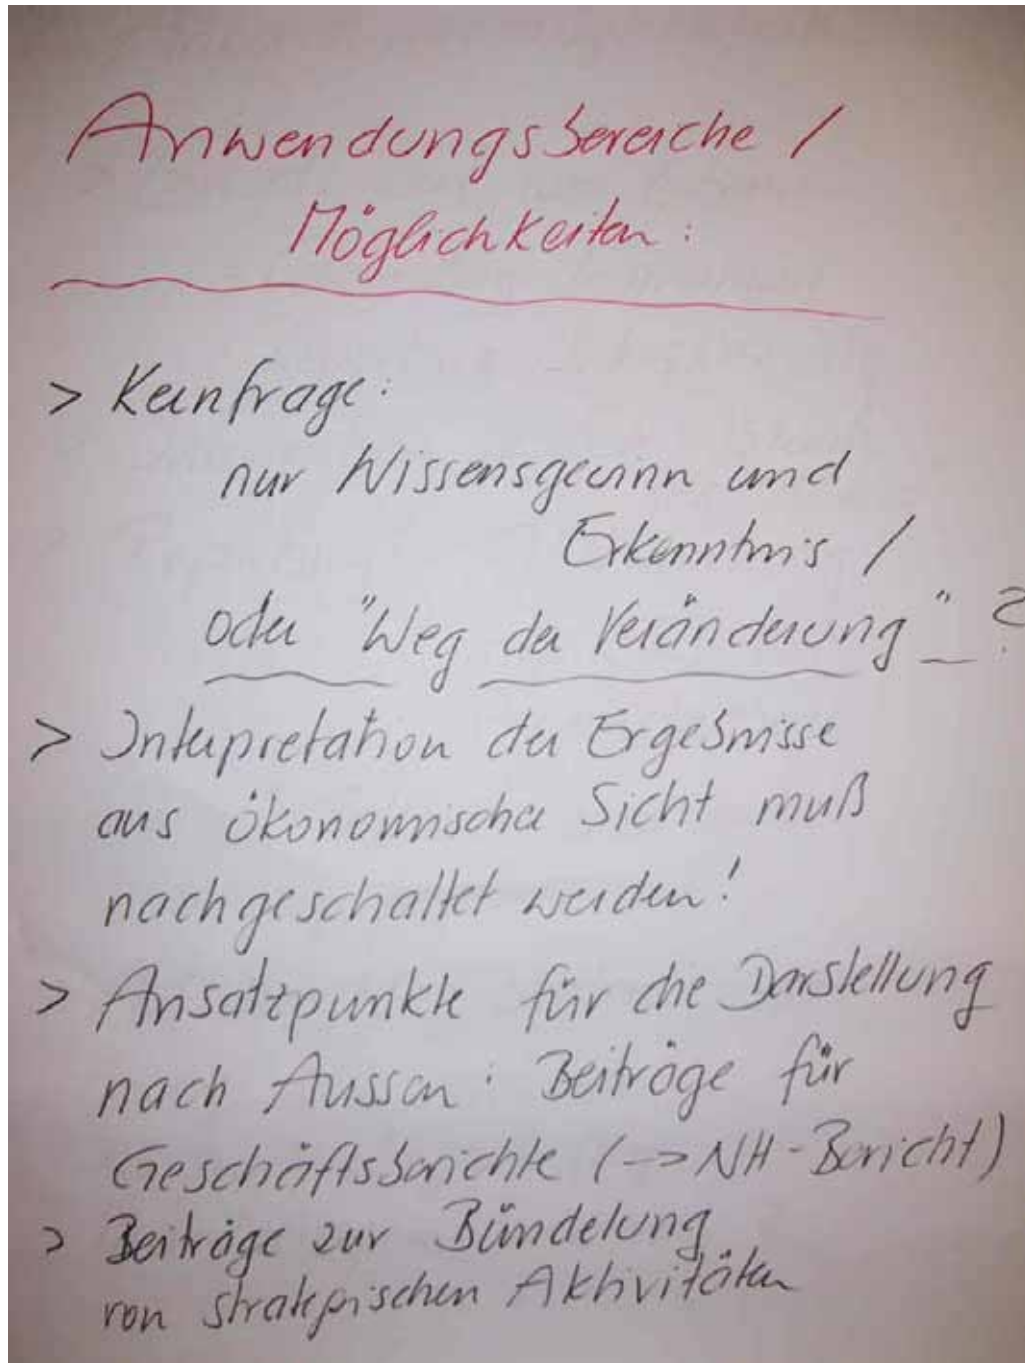 Anwendungsbereiche /
Möglichkeiten:
> Kernfrage:
nur Wissensgewinn und
Erkenntnis /
oder "Weg der Veränderung"?
> Interpretation der Ergebnisse
aus ökonomischer Sicht muß
nachgeschaltet werden!
> Ansatzpunkte für die Darstellung
nach Aussen: Beiträge für
Geschäftsberichte (-> NH-Bericht)
> Beiträge zur Bündelung
von strategischen Aktivitäten